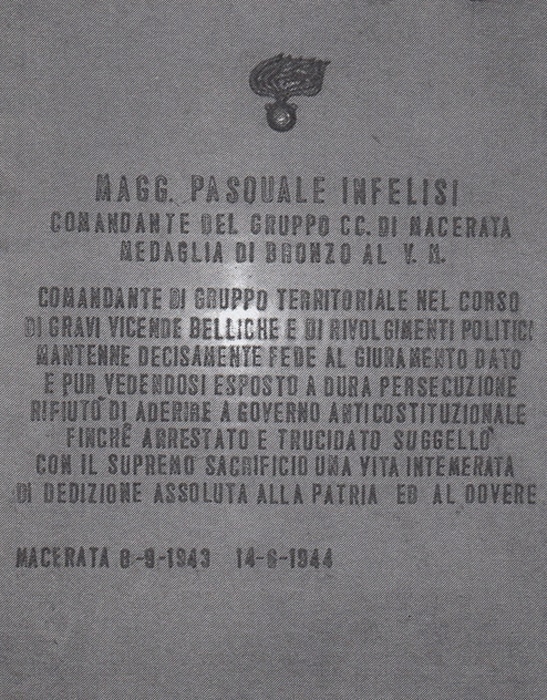 MAGG. PASQUALE INFELISI
COMANDANTE DEL GRUPPO CC. DI MACERATA
MEDAGLIA DI BRONZO AL V. M.
COMANDANTE DI GRUPPO TERRITORIALE NEL CORSO
DI GRAVI VICENDE BELLICHE E DI RIVOLGIMENTI POLITICI
MANTENNE DECISAMENTE FEDE AL GIURAMENTO DATO
E PUR VEDENDOSI ESPOSTO A DURA PERSECUZIONE
RIFIUTO' DI ADERIRE A GOVERNO ANTICOSTITUZIONALE
FINCHÈ ARRESTATO E TRUCIDATO SUGGELLO'
CON IL SUPREMO SACRIFICIO UNA VITA INTEMERATA
DI DEDIZIONE ASSOLUTA ALLA PATRIA ED AL DOVERE
MACERATA 8-9-1943 14-6-1944